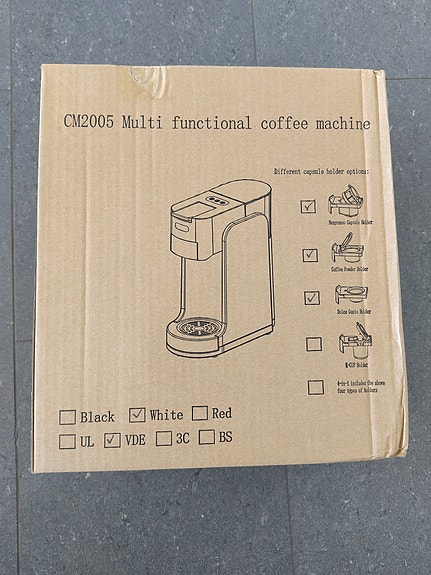 CM2005 Multi functional coffee machine
Different capsule holder options:
Nespresso Capsule Holder
Coffee Powder Holder
Dolce Gusto Holder
K-CUP Holder
4-in-1 includes the above
four types of holders
Black White Red
UL VDE 3C BS